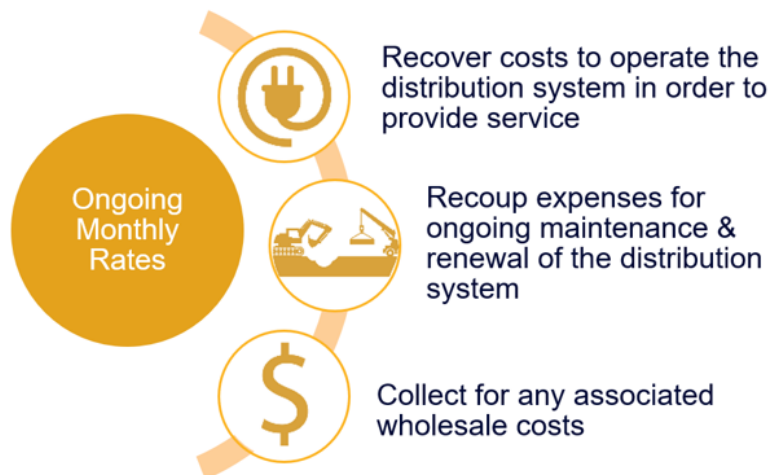 Ongoing
Monthly
Rates
Recover costs to operate the
distribution system in order to
provide service
Recoup expenses for
ongoing maintenance &
renewal of the distribution
system
$
Collect for any associated
wholesale costs